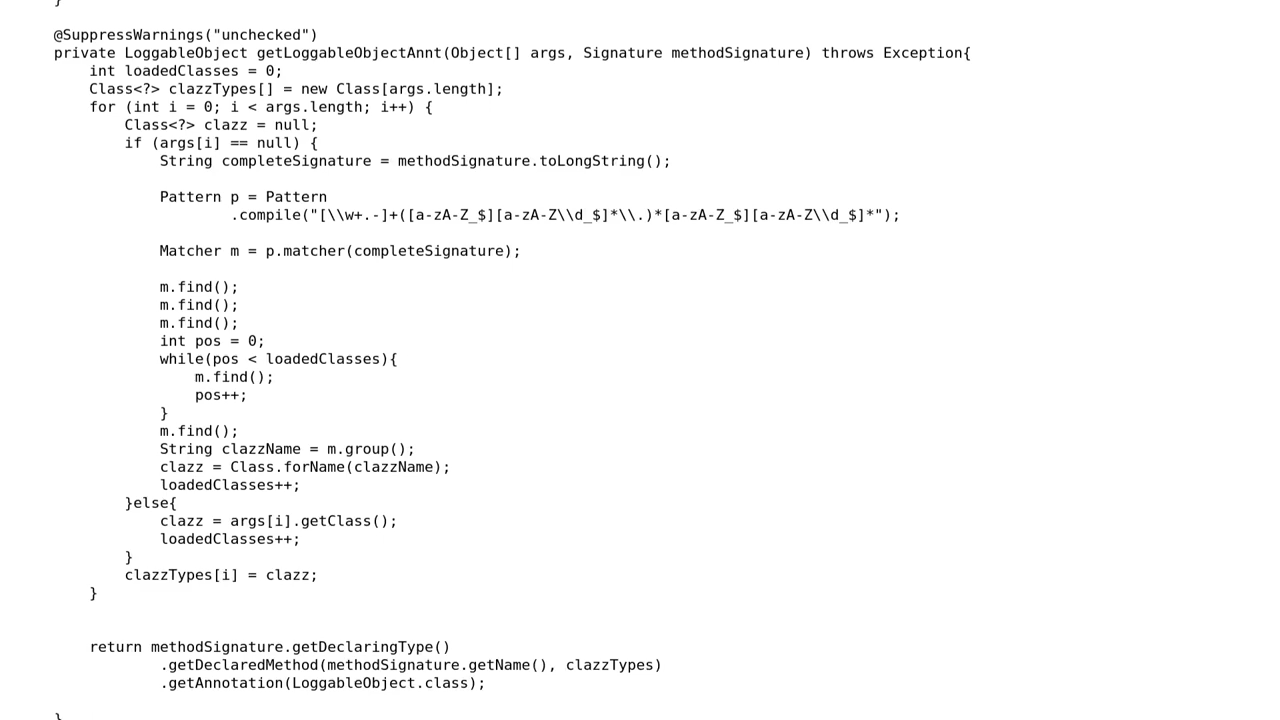 }
@SuppressWarnings("unchecked")
private LoggableObject getLoggableObjectAnnt(Object[] args, Signature methodSignature) throws Exception{
    int loadedClasses = 0;
    Class<?> clazzTypes[] = new Class[args.length];
    for (int i = 0; i < args.length; i++) {
        Class<?> clazz = null;
        if (args[i] == null) {
            String completeSignature = methodSignature.toLongString();
            Pattern p = Pattern
                    .compile("[\\w+.-]+([a-zA-Z_$][a-zA-Z\\d_$]*\\.)*[a-zA-Z_$][a-zA-Z\\d_$]*");
            Matcher m = p.matcher(completeSignature);
            m.find();
            m.find();
            m.find();
            int pos = 0;
            while(pos < loadedClasses){
                m.find();
                pos++;
            }
            m.find();
            String clazzName = m.group();
            clazz = Class.forName(clazzName);
            loadedClasses++;
        }else{
            clazz = args[i].getClass();
            loadedClasses++;
        }
        clazzTypes[i] = clazz;
    }
    return methodSignature.getDeclaringType()
            .getDeclaredMethod(methodSignature.getName(), clazzTypes)
            .getAnnotation(LoggableObject.class);
}